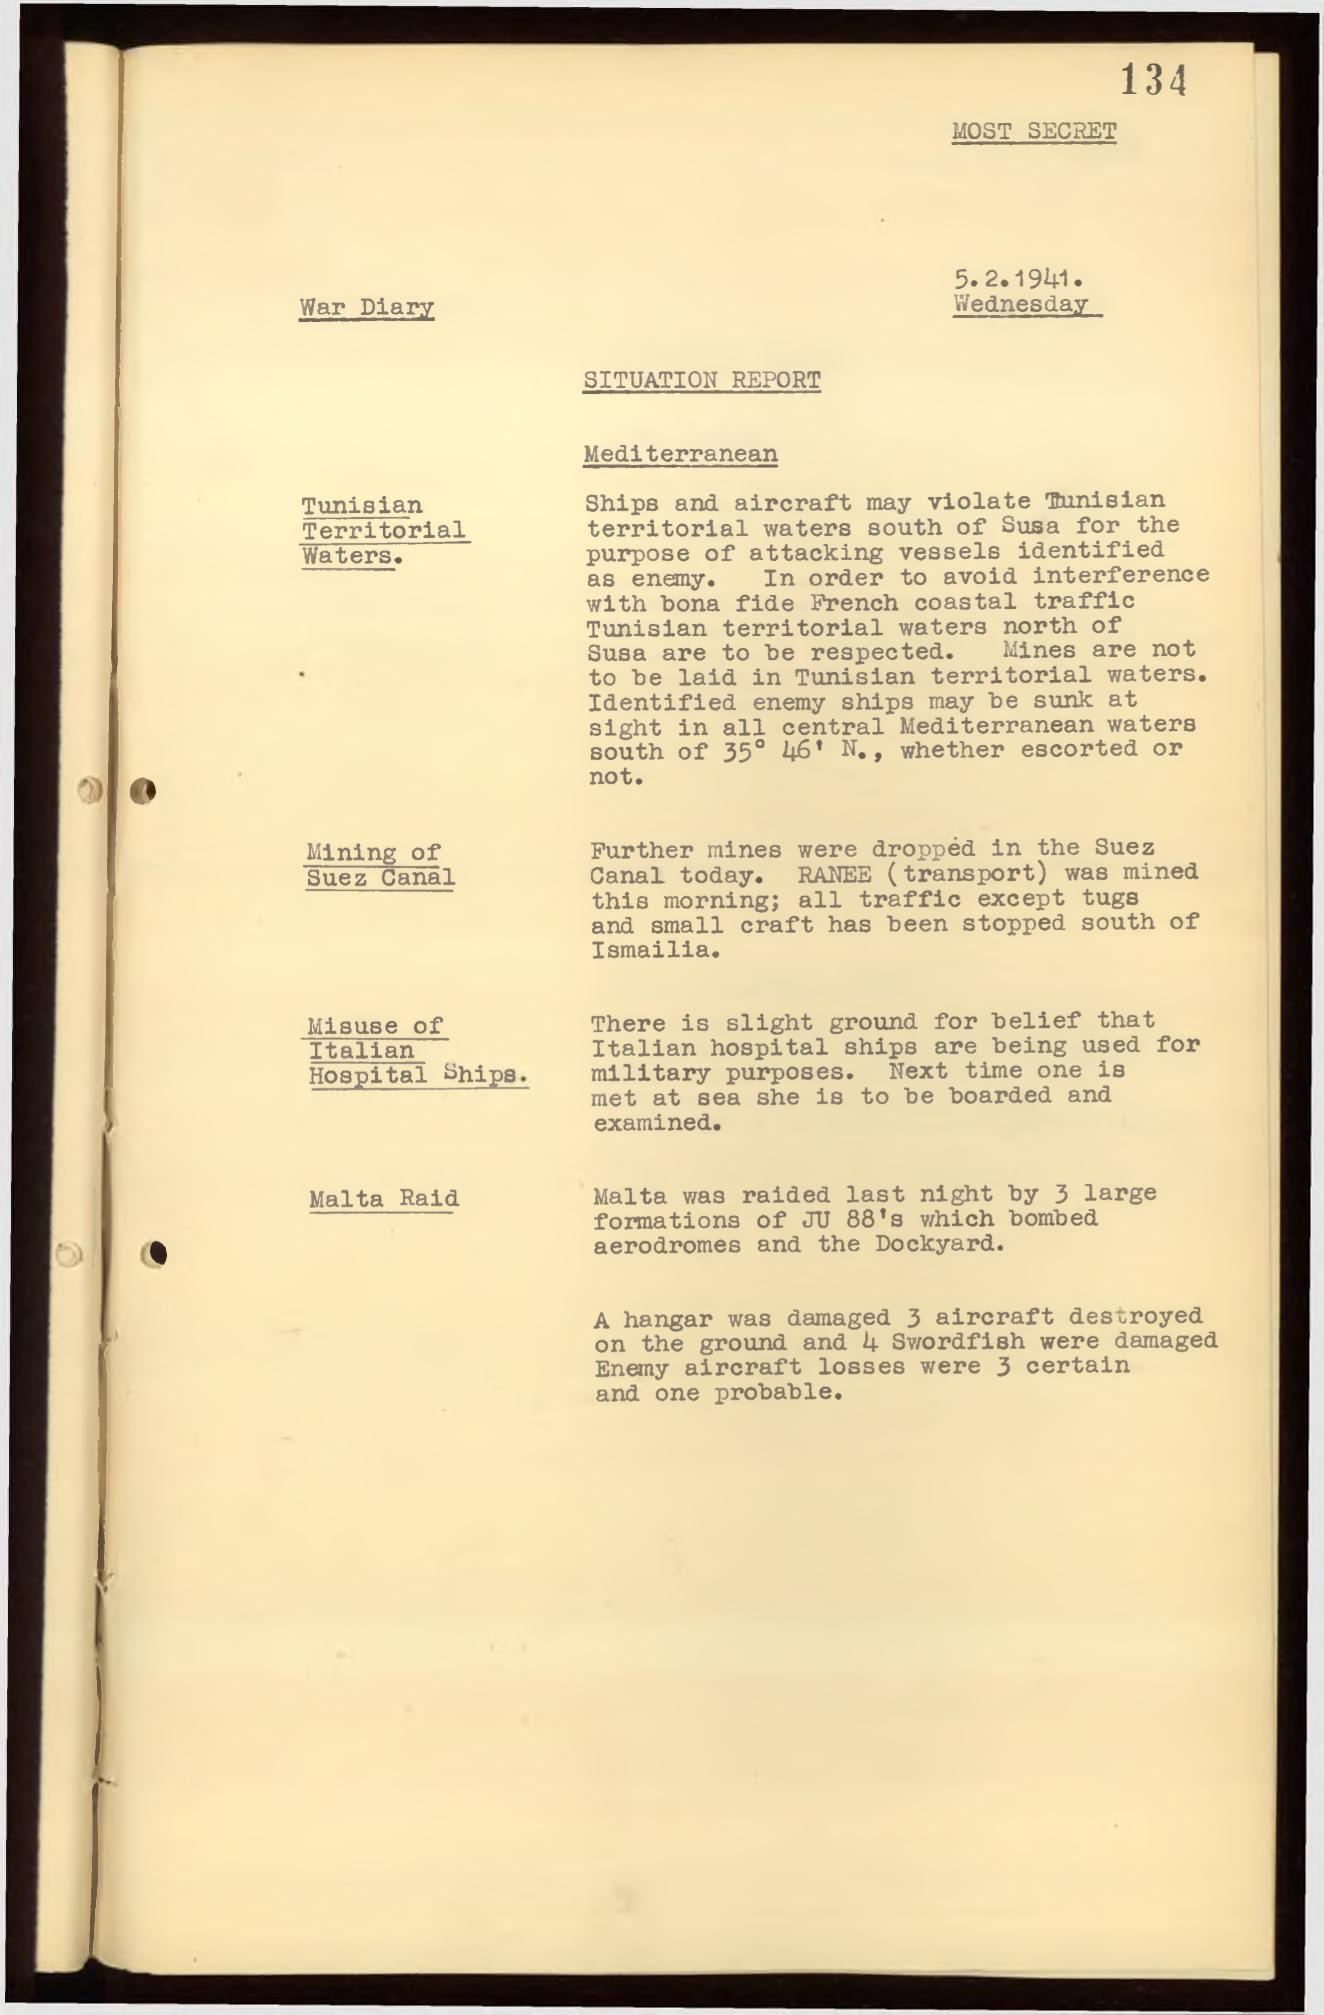 134
MOST SECRET
5.2.1941.
Wednesday
War Diary
SITUATION REPORT
Mediterranean
Tunisian
Territorial
Waters.
Ships and aircraft may violate Tunisian
territorial waters south of Susa for the
purpose of attacking vessels identified
as enemy. In order to avoid interference
with bona fide French coastal traffic
Tunisian territorial waters north of
Susa are to be respected. Mines are not
to be laid in Tunisian territorial waters.
Identified enemy ships may be sunk at
sight in all central Mediterranean waters
south of 35° 46' N., whether escorted or
not.
Mining of
Suez Canal
Further mines were dropped in the Suez
Canal today. RANEE (transport) was mined
this morning; all traffic except tugs
and small craft has been stopped south of
Ismailia.
Misuse of
Italian
Hospital Ships.
There is slight ground for belief that
Italian hospital ships are being used for
military purposes. Next time one is
met at sea she is to be boarded and
examined.
Malta Raid
Malta was raided last night by 3 large
formations of JU 88's which bombed
aerodromes and the Dockyard.
A hangar was damaged 3 aircraft destroyed
on the ground and 4 Swordfish were damaged
Enemy aircraft losses were 3 certain
and one probable.